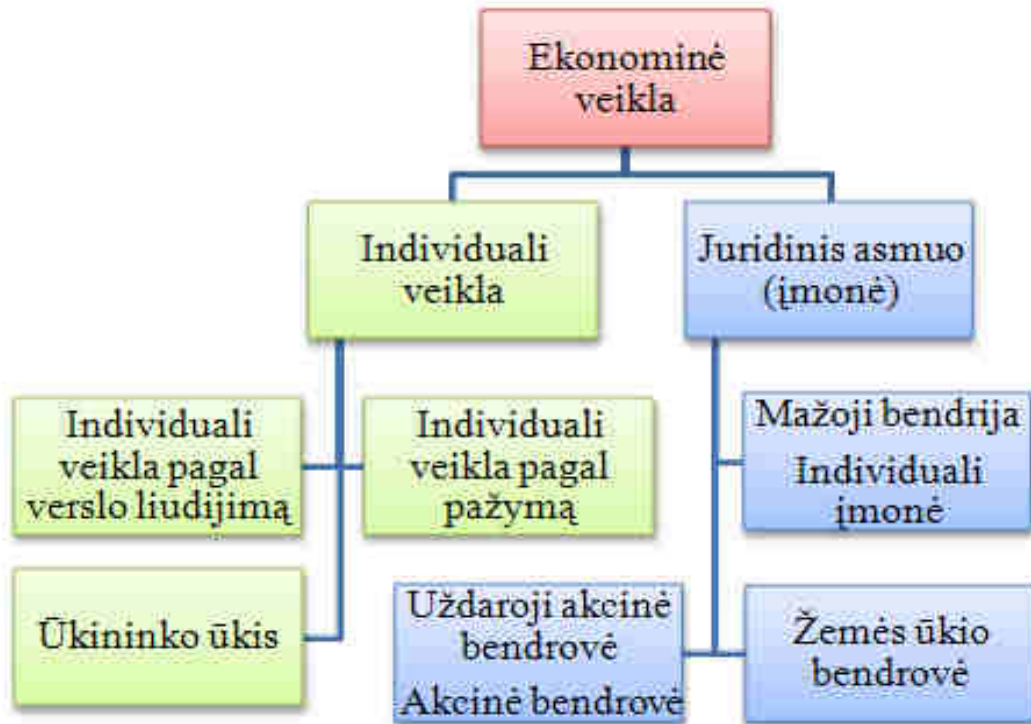 Ekonominė
veikla
Individuali
veikla
Juridinis asmuo
(įmonė)
Individuali
veikla pagal
verslo liudijimą
Individuali
veikla pagal
pažymą
Mažoji bendrija
Individuali
įmonė
Ūkininko ūkis
Uždaroji akcinė
bendrovė
Akcinė bendrovė
Žemės ūkio
bendrovė